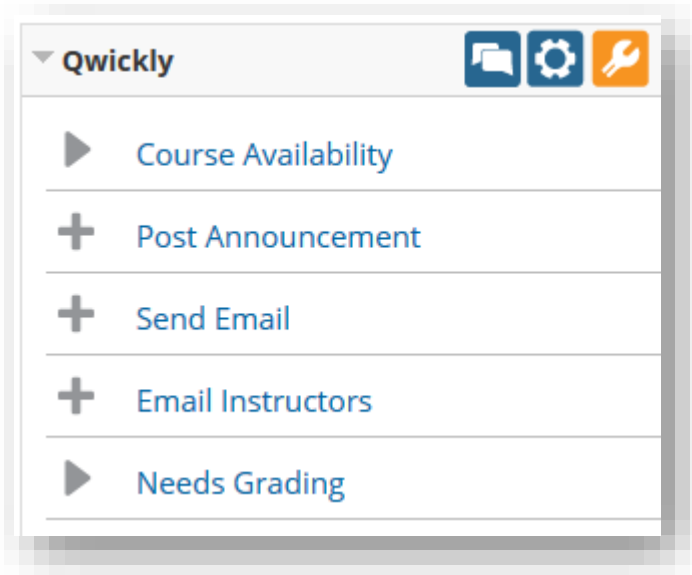 Qwickly
Course Availability
Post Announcement
Send Email
Email Instructors
Needs Grading